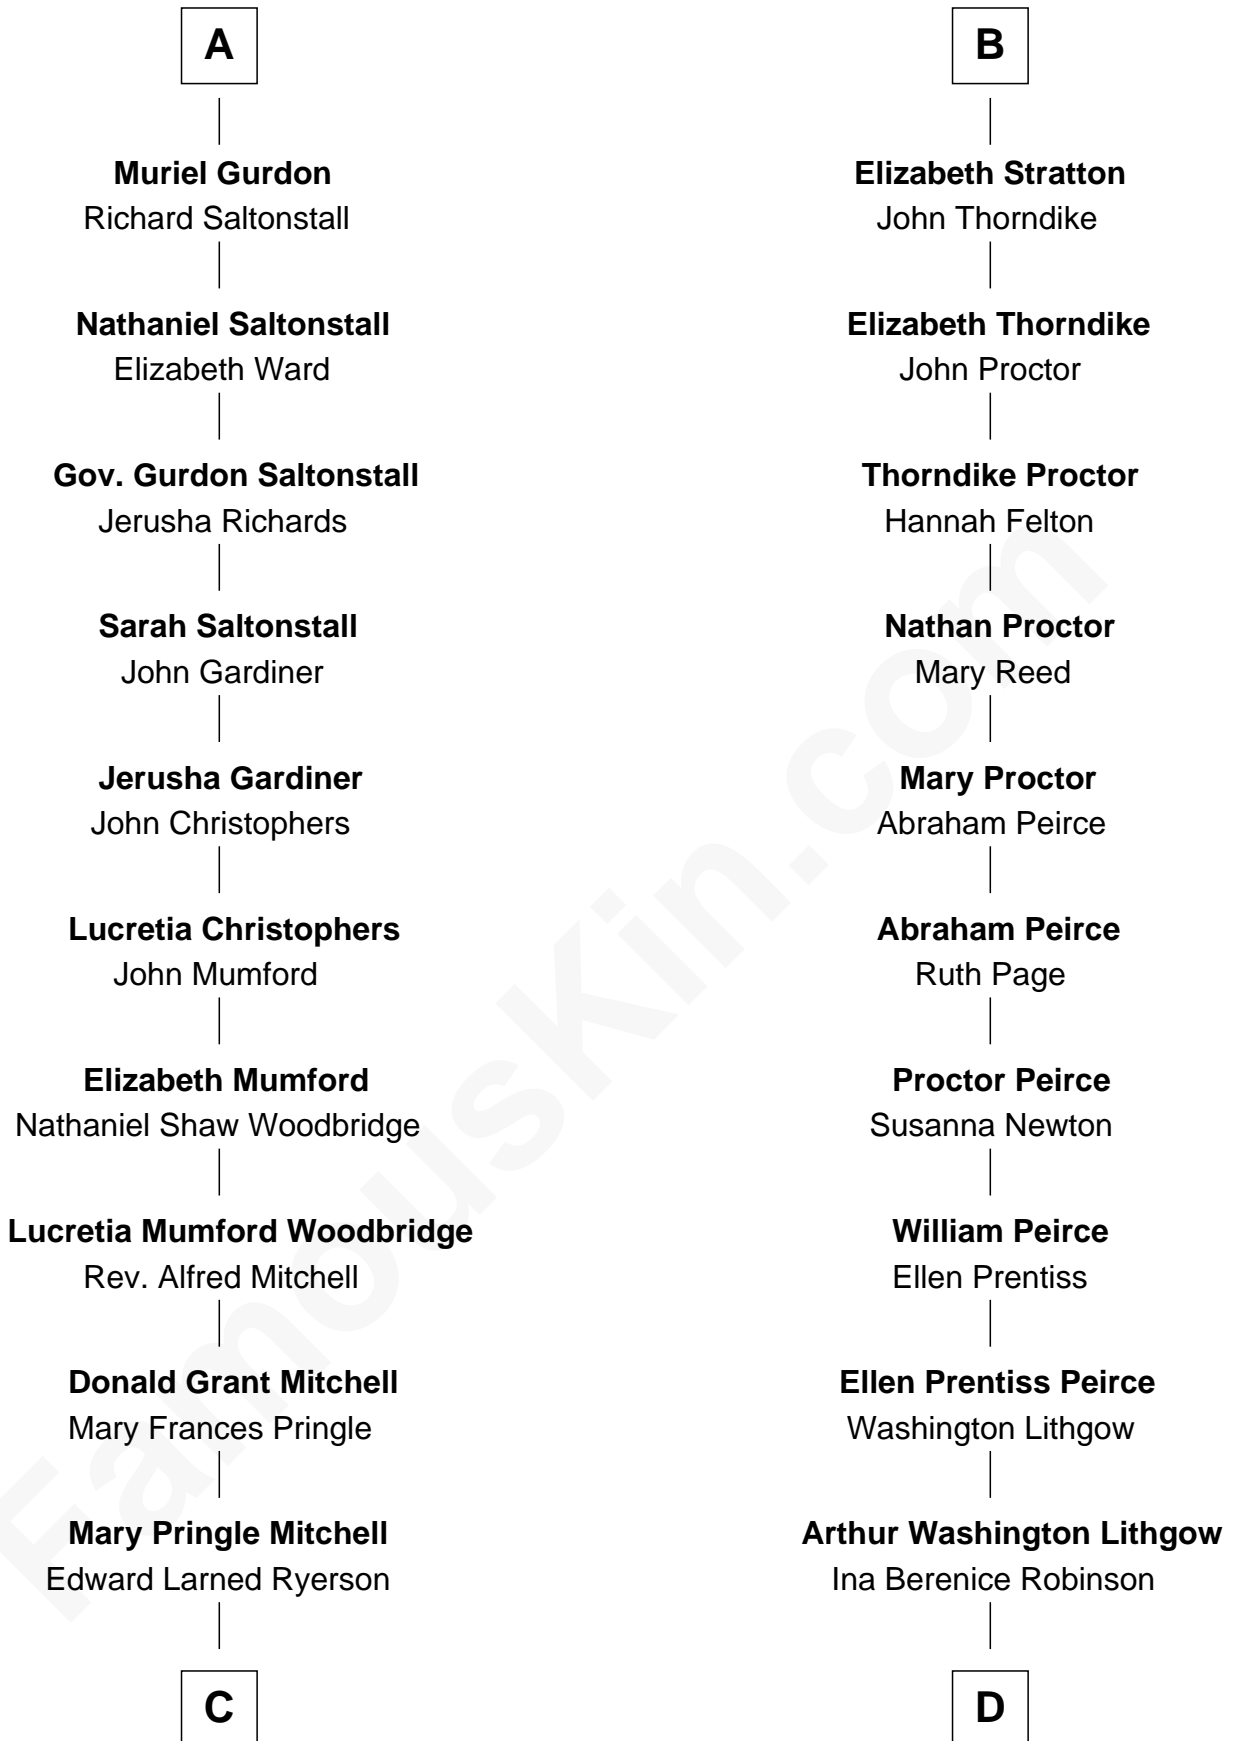 A
Muriel Gurdon
Richard Saltonstall
Nathaniel Saltonstall
Elizabeth Ward
Gov. Gurdon Saltonstall
Jerusha Richards
Sarah Saltonstall
John Gardiner
Jerusha Gardiner
John Christophers
Lucretia Christophers
John Mumford
Elizabeth Mumford
Nathaniel Shaw Woodbridge
Lucretia Mumford Woodbridge
Rev. Alfred Mitchell
Donald Grant Mitchell
Mary Frances Pringle
Mary Pringle Mitchell
Edward Larned Ryerson
C
B
Elizabeth Stratton
John Thorndike
Elizabeth Thorndike
John Proctor
Thorndike Proctor
Hannah Felton
Nathan Proctor
Mary Reed
Mary Proctor
Abraham Peirce
Abraham Peirce
Ruth Page
Proctor Peirce
Susanna Newton
William Peirce
Ellen Prentiss
Ellen Prentiss Peirce
Washington Lithgow
Arthur Washington Lithgow
Ina Berenice Robinson
D
FamousKin.com